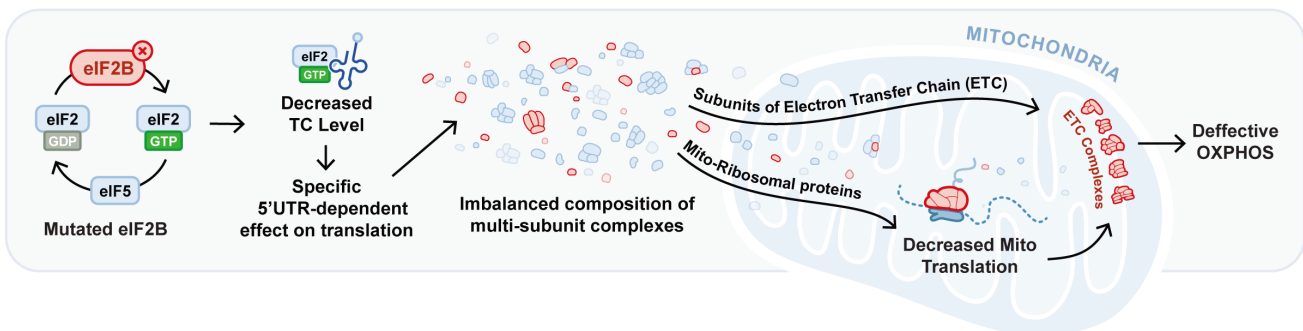 eIF2B
eIF2
GDP
eIF2
GTP
eIF5
Mutated eIF2B
eIF2
GTP
Decreased
TC Level
Specific
5'UTR-dependent
effect on translation
Imbalanced composition of
multi-subunit complexes
MITOCHONDRIA
Subunits of Electron Transfer Chain (ETC)
Mito-Ribosomal proteins
Decreased Mito
Translation
ETC Complexes
Deffective
OXPHOS